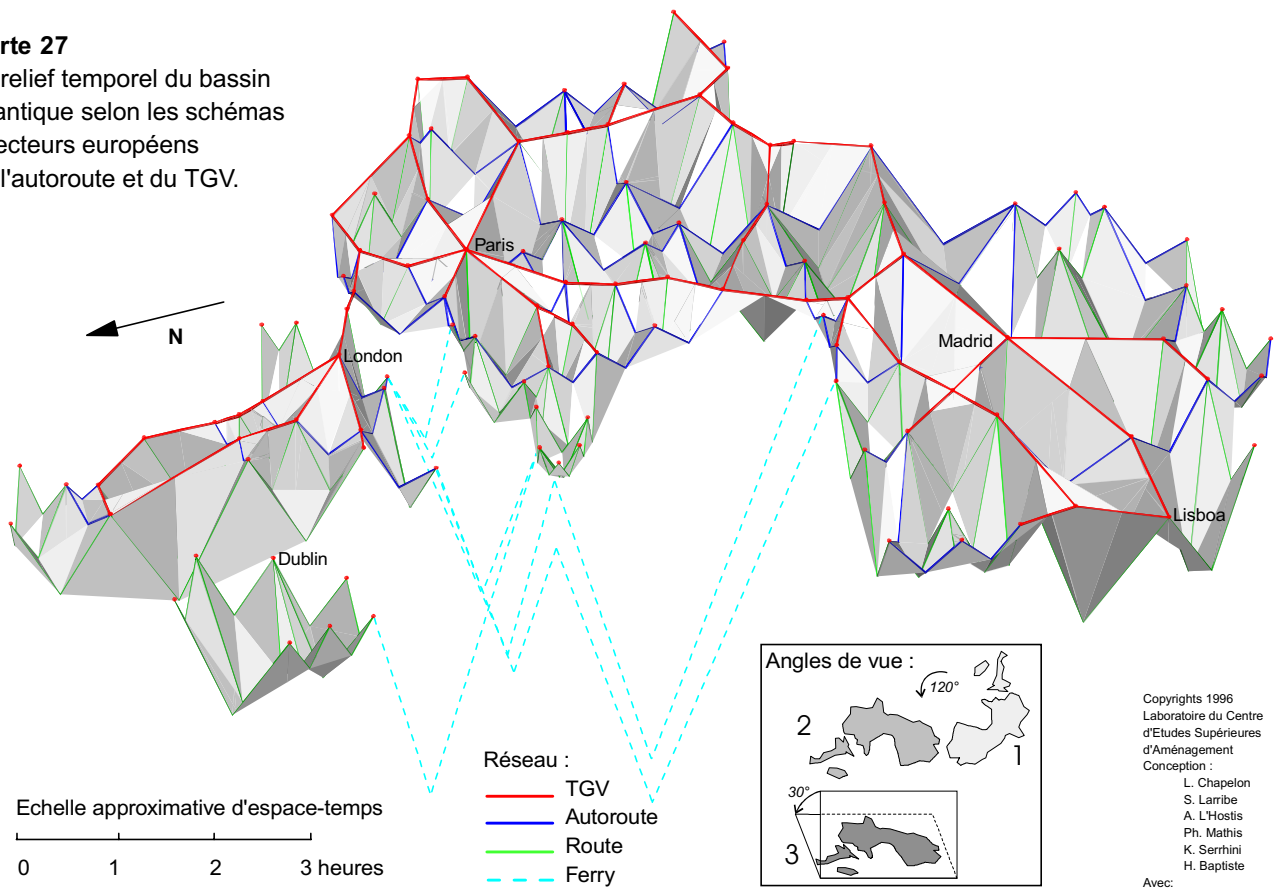 rte 27
relief temporel du bassin
antique selon les schémas
ecteurs européens
l'autoroute et du TGV.
Paris
N
London
Madrid
Lisboa
Dublin
Angles de vue :
120°
2
1
30°
3
Réseau :
TGV
Autoroute
Route
Ferry
Echelle approximative d'espace-temps
0 1 2 3 heures
Copyrights 1996
Laboratoire du Centre
d'Etudes Supérieures
d'Aménagement
Conception :
L. Chapelon
S. Larribe
A. L'Hostis
Ph. Mathis
K. Serrhini
H. Baptiste
Avec: